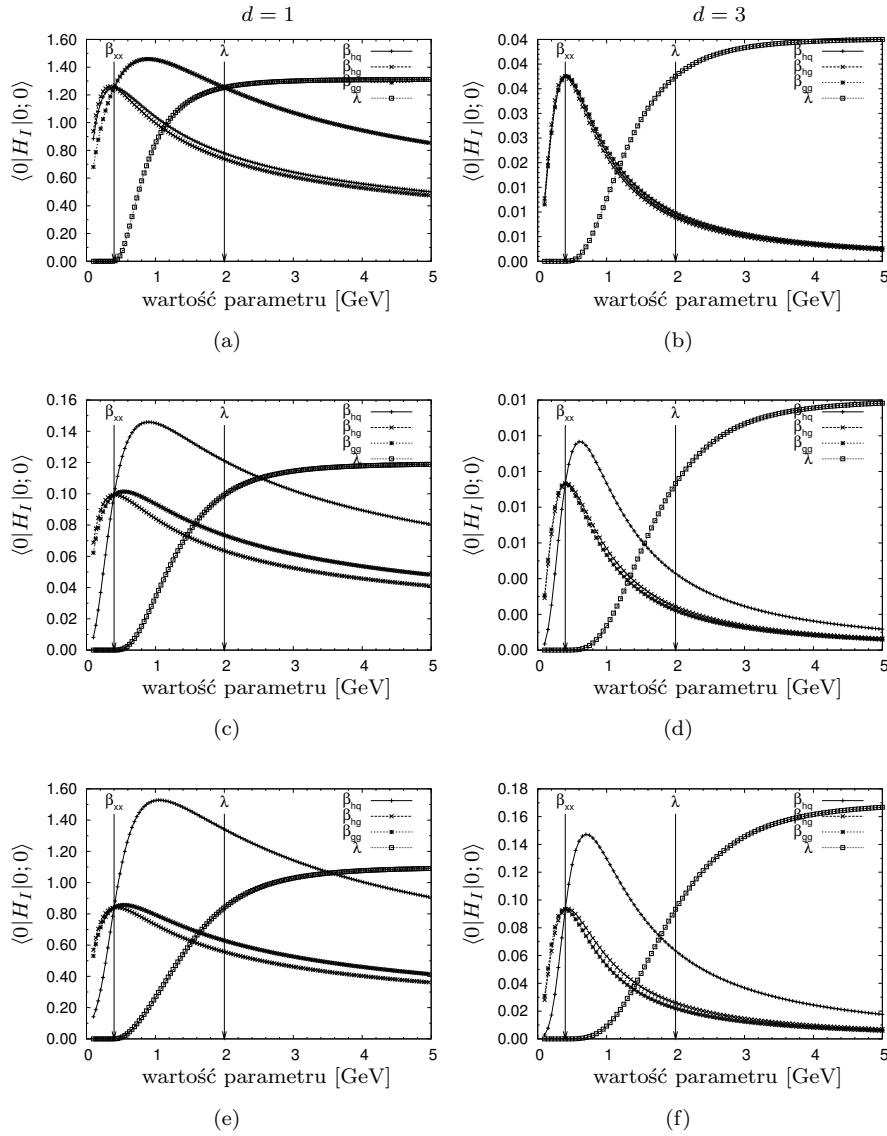 d = 1
d = 3
⟨0|H_I|0;0⟩
1.60
1.40
1.20
1.00
0.80
0.60
0.40
0.20
0.00
β_xx
λ
β_hq
β_hg
β_gg
λ
0 1 2 3 4 5
wartość parametru [GeV]
(a)
⟨0|H_I|0;0⟩
0.04
0.04
0.03
0.02
0.02
0.01
0.01
0.00
β_xx
λ
β_hq
β_hg
β_gg
λ
0 1 2 3 4 5
wartość parametru [GeV]
(b)
⟨0|H_I|0;0⟩
0.16
0.14
0.12
0.10
0.08
0.06
0.04
0.02
0.00
β_xx
λ
β_hq
β_hg
β_gg
λ
0 1 2 3 4 5
wartość parametru [GeV]
(c)
⟨0|H_I|0;0⟩
0.01
0.01
0.01
0.01
0.00
0.00
0.00
β_xx
λ
β_hq
β_hg
β_gg
λ
0 1 2 3 4 5
wartość parametru [GeV]
(d)
⟨0|H_I|0;0⟩
1.60
1.40
1.20
1.00
0.80
0.60
0.40
0.20
0.00
β_xx
λ
β_hq
β_hg
β_gg
λ
0 1 2 3 4 5
wartość parametru [GeV]
(e)
⟨0|H_I|0;0⟩
0.18
0.16
0.14
0.12
0.10
0.08
0.06
0.04
0.02
0.00
β_xx
λ
β_hq
β_hg
β_gg
λ
0 1 2 3 4 5
wartość parametru [GeV]
(f)